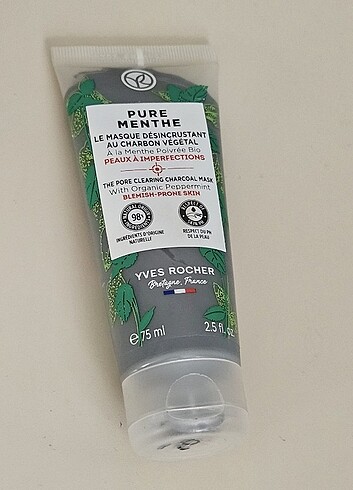 PURE
MENTHE
LE MASQUE DÉSINCRUSTANT
AU CHARBON VÉGÉTAL
À la Menthe Poivrée Bio
PEAUX À IMPERFECTIONS
THE PORE CLEARING CHARCOAL MASK
With Organic Peppermint
BLEMISH-PRONE SKIN
98%
INGRÉDIENTS D'ORIGINE
NATURELLE
RESPECT DU PH
DE LA PEAU
YVES ROCHER
Bretagne, France
e 75 ml
2.5 fl. oz